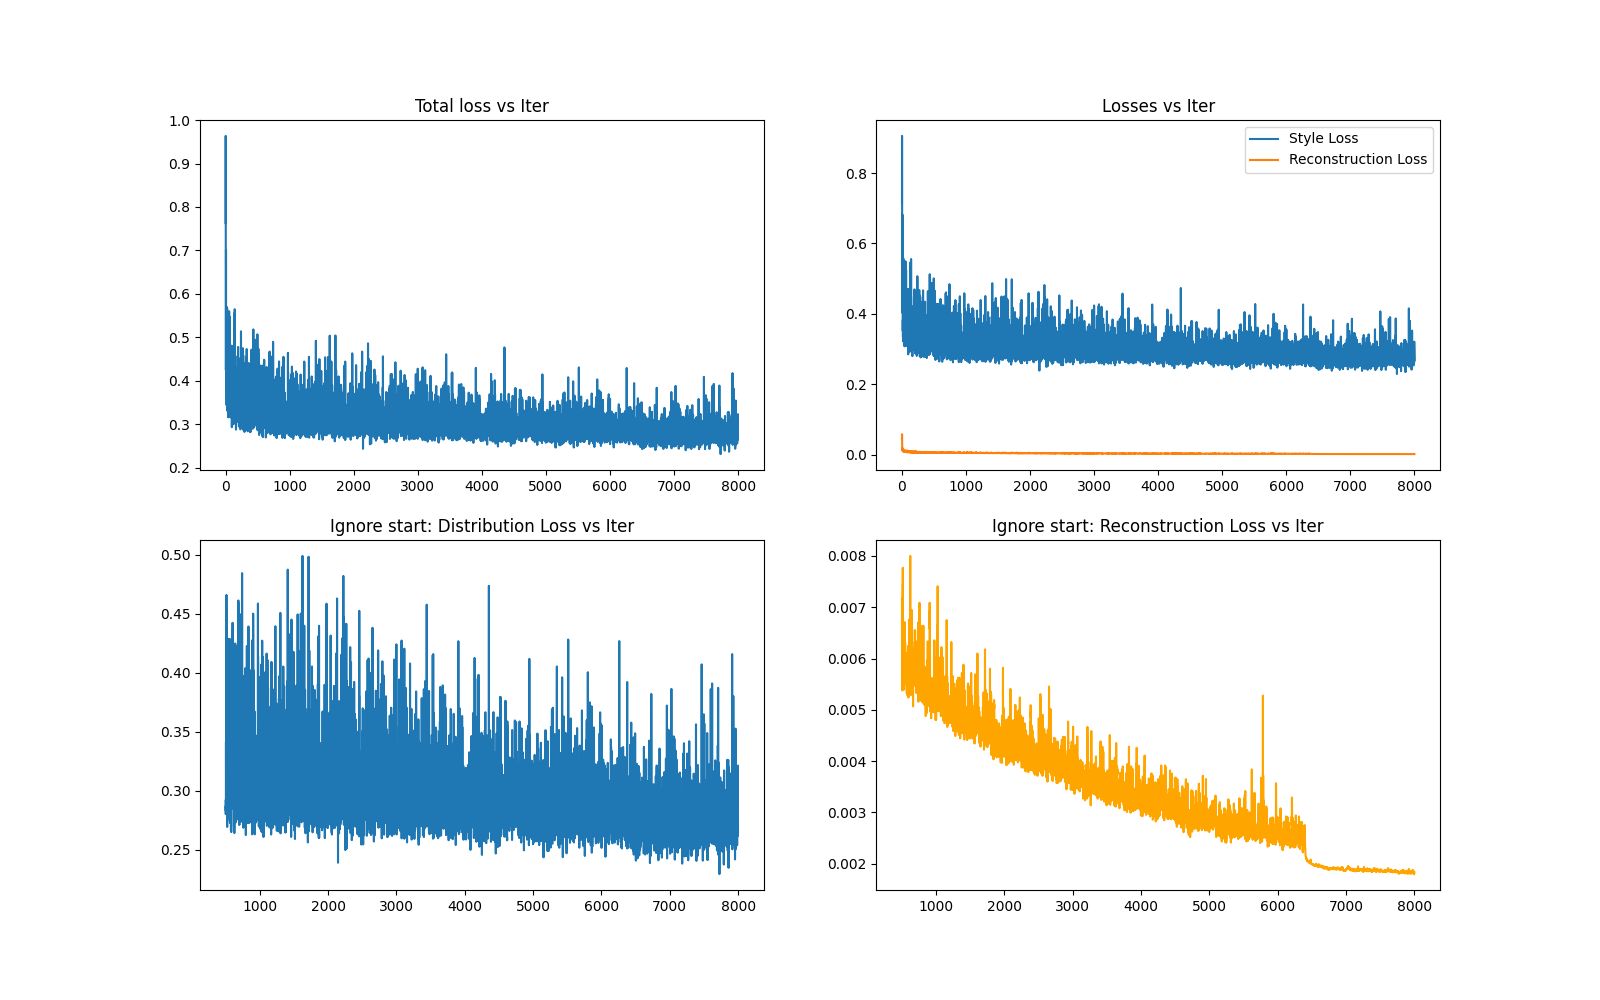 Total loss vs Iter
1.0
0.9
0.8
0.7
0.6
0.5
0.4
0.3
0.2
0 1000 2000 3000 4000 5000 6000 7000 8000
Losses vs Iter
Style Loss
Reconstruction Loss
0.8
0.6
0.4
0.2
0.0
0 1000 2000 3000 4000 5000 6000 7000 8000
Ignore start: Distribution Loss vs Iter
0.50
0.45
0.40
0.35
0.30
0.25
1000 2000 3000 4000 5000 6000 7000 8000
Ignore start: Reconstruction Loss vs Iter
0.008
0.007
0.006
0.005
0.004
0.003
0.002
1000 2000 3000 4000 5000 6000 7000 8000